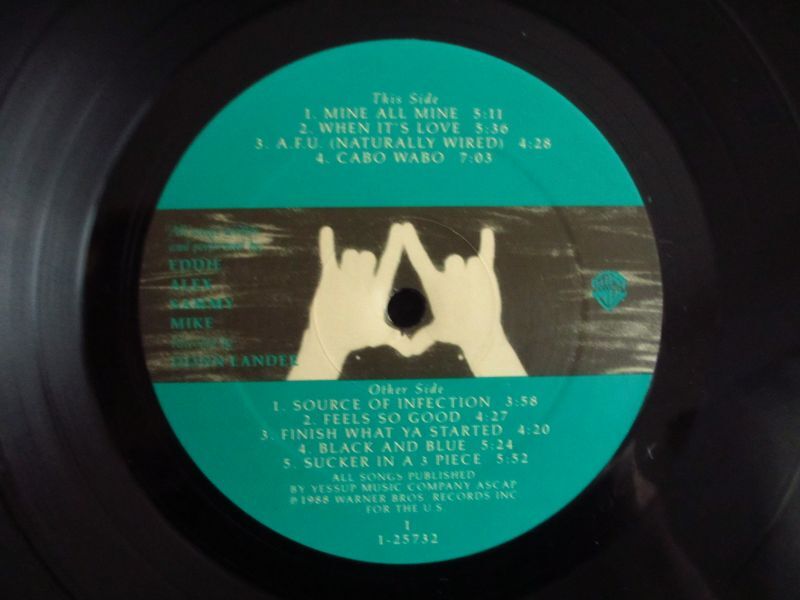 This Side
1. MINE ALL MINE 5:11
2. WHEN IT'S LOVE 5:36
3. A.F.U. (NATURALLY WIRED) 4:28
4. CABO WABO 7:03
and performed by
EDDIE
ALEX
SAMMY
MIKE
LANDEE
Other Side
1. SOURCE OF INFECTION 3:58
2. FEELS SO GOOD 4:27
3. FINISH WHAT YA STARTED 4:20
4. BLACK AND BLUE 5:24
5. SUCKER IN A 3 PIECE 5:52
ALL SONGS PUBLISHED
BY YESSUP MUSIC COMPANY ASCAP
℗1988 WARNER BROS. RECORDS INC
FOR THE U.S
1
1-25732